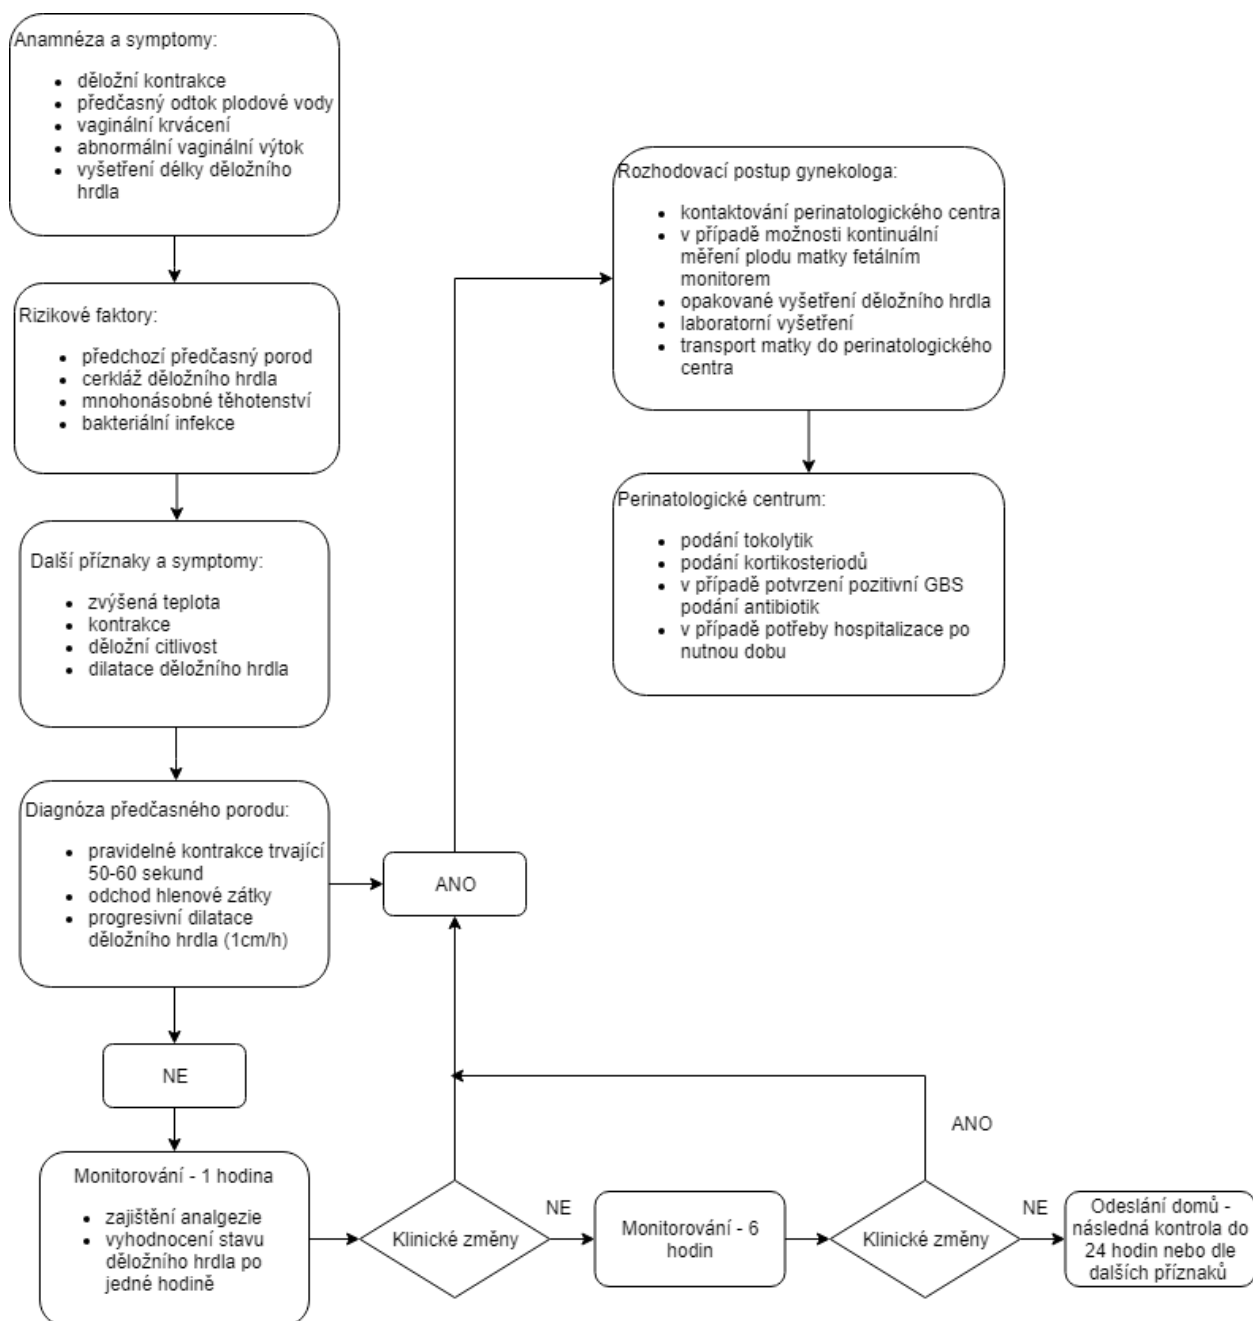 Anamnéza a symptomy:
• děložní kontrakce
• předčasný odtok plodové vody
• vaginální krvácení
• abnormální vaginální výtok
• vyšetření délky děložního
hrdla
Rizikové faktory:
• předchozí předčasný porod
• cerkláž děložního hrdla
• mnohonásobné těhotenství
• bakteriální infekce
Další příznaky a symptomy:
• zvýšená teplota
• kontrakce
• děložní citlivost
• dilatace děložního hrdla
Diagnóza předčasného porodu:
• pravidelné kontrakce trvající
50-60 sekund
• odchod hlenové zátky
• progresivní dilatace
děložního hrdla (1cm/h)
ANO
Rozhodovací postup gynekologa:
• kontaktování perinatologického centra
• v případě možnosti kontinuální
měření plodu matky fetálním
monitorem
• opakované vyšetření děložního hrdla
• laboratorní vyšetření
• transport matky do perinatologického
centra
Perinatologické centrum:
• podání tokolytik
• podání kortikosteriodů
• v případě potvrzení pozitivní GBS
podání antibiotik
• v případě potřeby hospitalizace po
nutnou dobu
NE
Monitorování - 1 hodina
• zajištění analgezie
• vyhodnocení stavu
děložního hrdla po
jedné hodině
Klinické změny
NE
Monitorování - 6
hodin
Klinické změny
ANO
NE
Odeslání domů -
následná kontrola do
24 hodin nebo dle
dalších příznaků